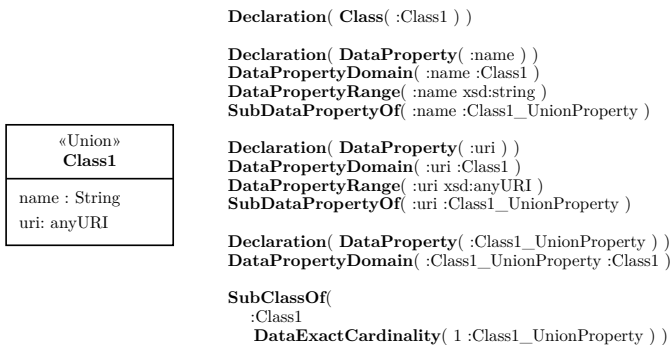 «Union»
Class1
name : String
uri: anyURI
Declaration( Class( :Class1 ) )
Declaration( DataProperty( :name ) )
DataPropertyDomain( :name :Class1 )
DataPropertyRange( :name xsd:string )
SubDataPropertyOf( :name :Class1_UnionProperty )
Declaration( DataProperty( :uri ) )
DataPropertyDomain( :uri :Class1 )
DataPropertyRange( :uri xsd:anyURI )
SubDataPropertyOf( :uri :Class1_UnionProperty )
Declaration( DataProperty( :Class1_UnionProperty ) )
DataPropertyDomain( :Class1_UnionProperty :Class1 )
SubClassOf(
:Class1
DataExactCardinality( 1 :Class1_UnionProperty ) )